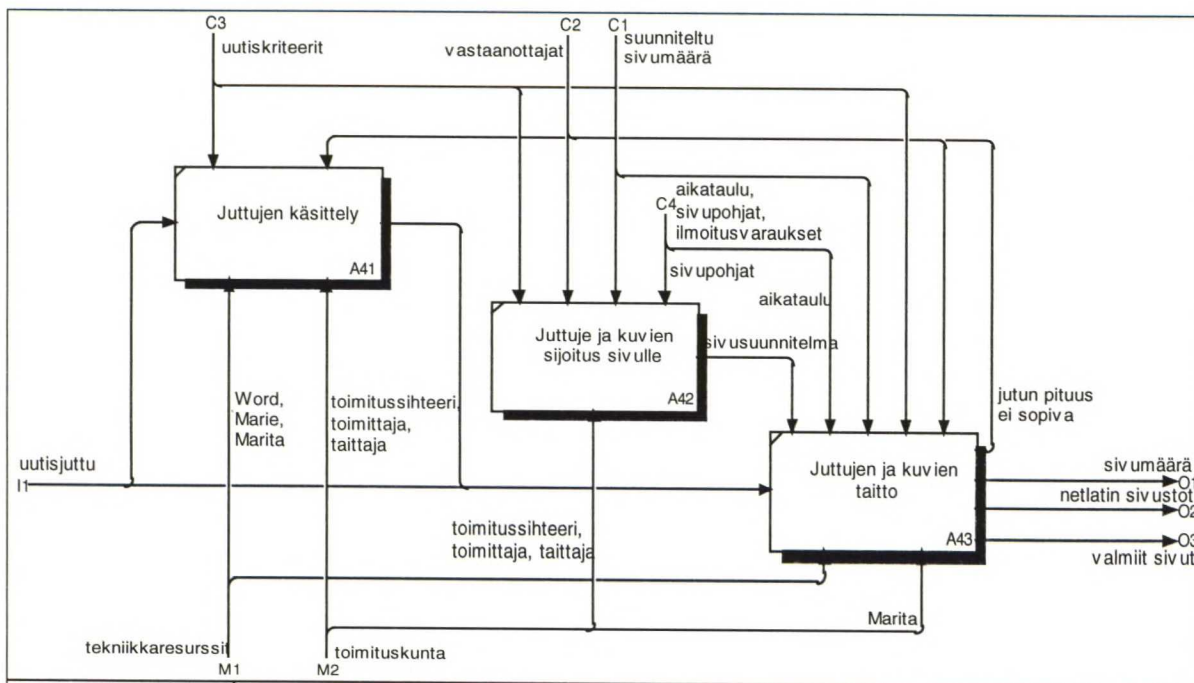 C3
uutiskriteerit
vastaanottajat
C2
C1
suunniteltu
sivumäärä
aikataulu,
C4
sivupohjat,
ilmoitusvaraukset
sivupohjat
aikataulu
Juttujen käsittely
A41
Juttuje ja kuvien
sijoitus sivulle
A42
sivusuunnitelma
Word,
Marie,
Marita
toimitussihteeri,
toimittaja,
taittaja
jutun pituus
ei sopiva
uutisjuttu
I1
Juttujen ja kuvien
taitto
A43
sivumäärä
O1
netlatin sivustot
O2
O3
valmiit sivut
toimitussihteeri,
toimittaja, taittaja
Marita
tekniikkaresurssit
M1
M2
toimituskunta